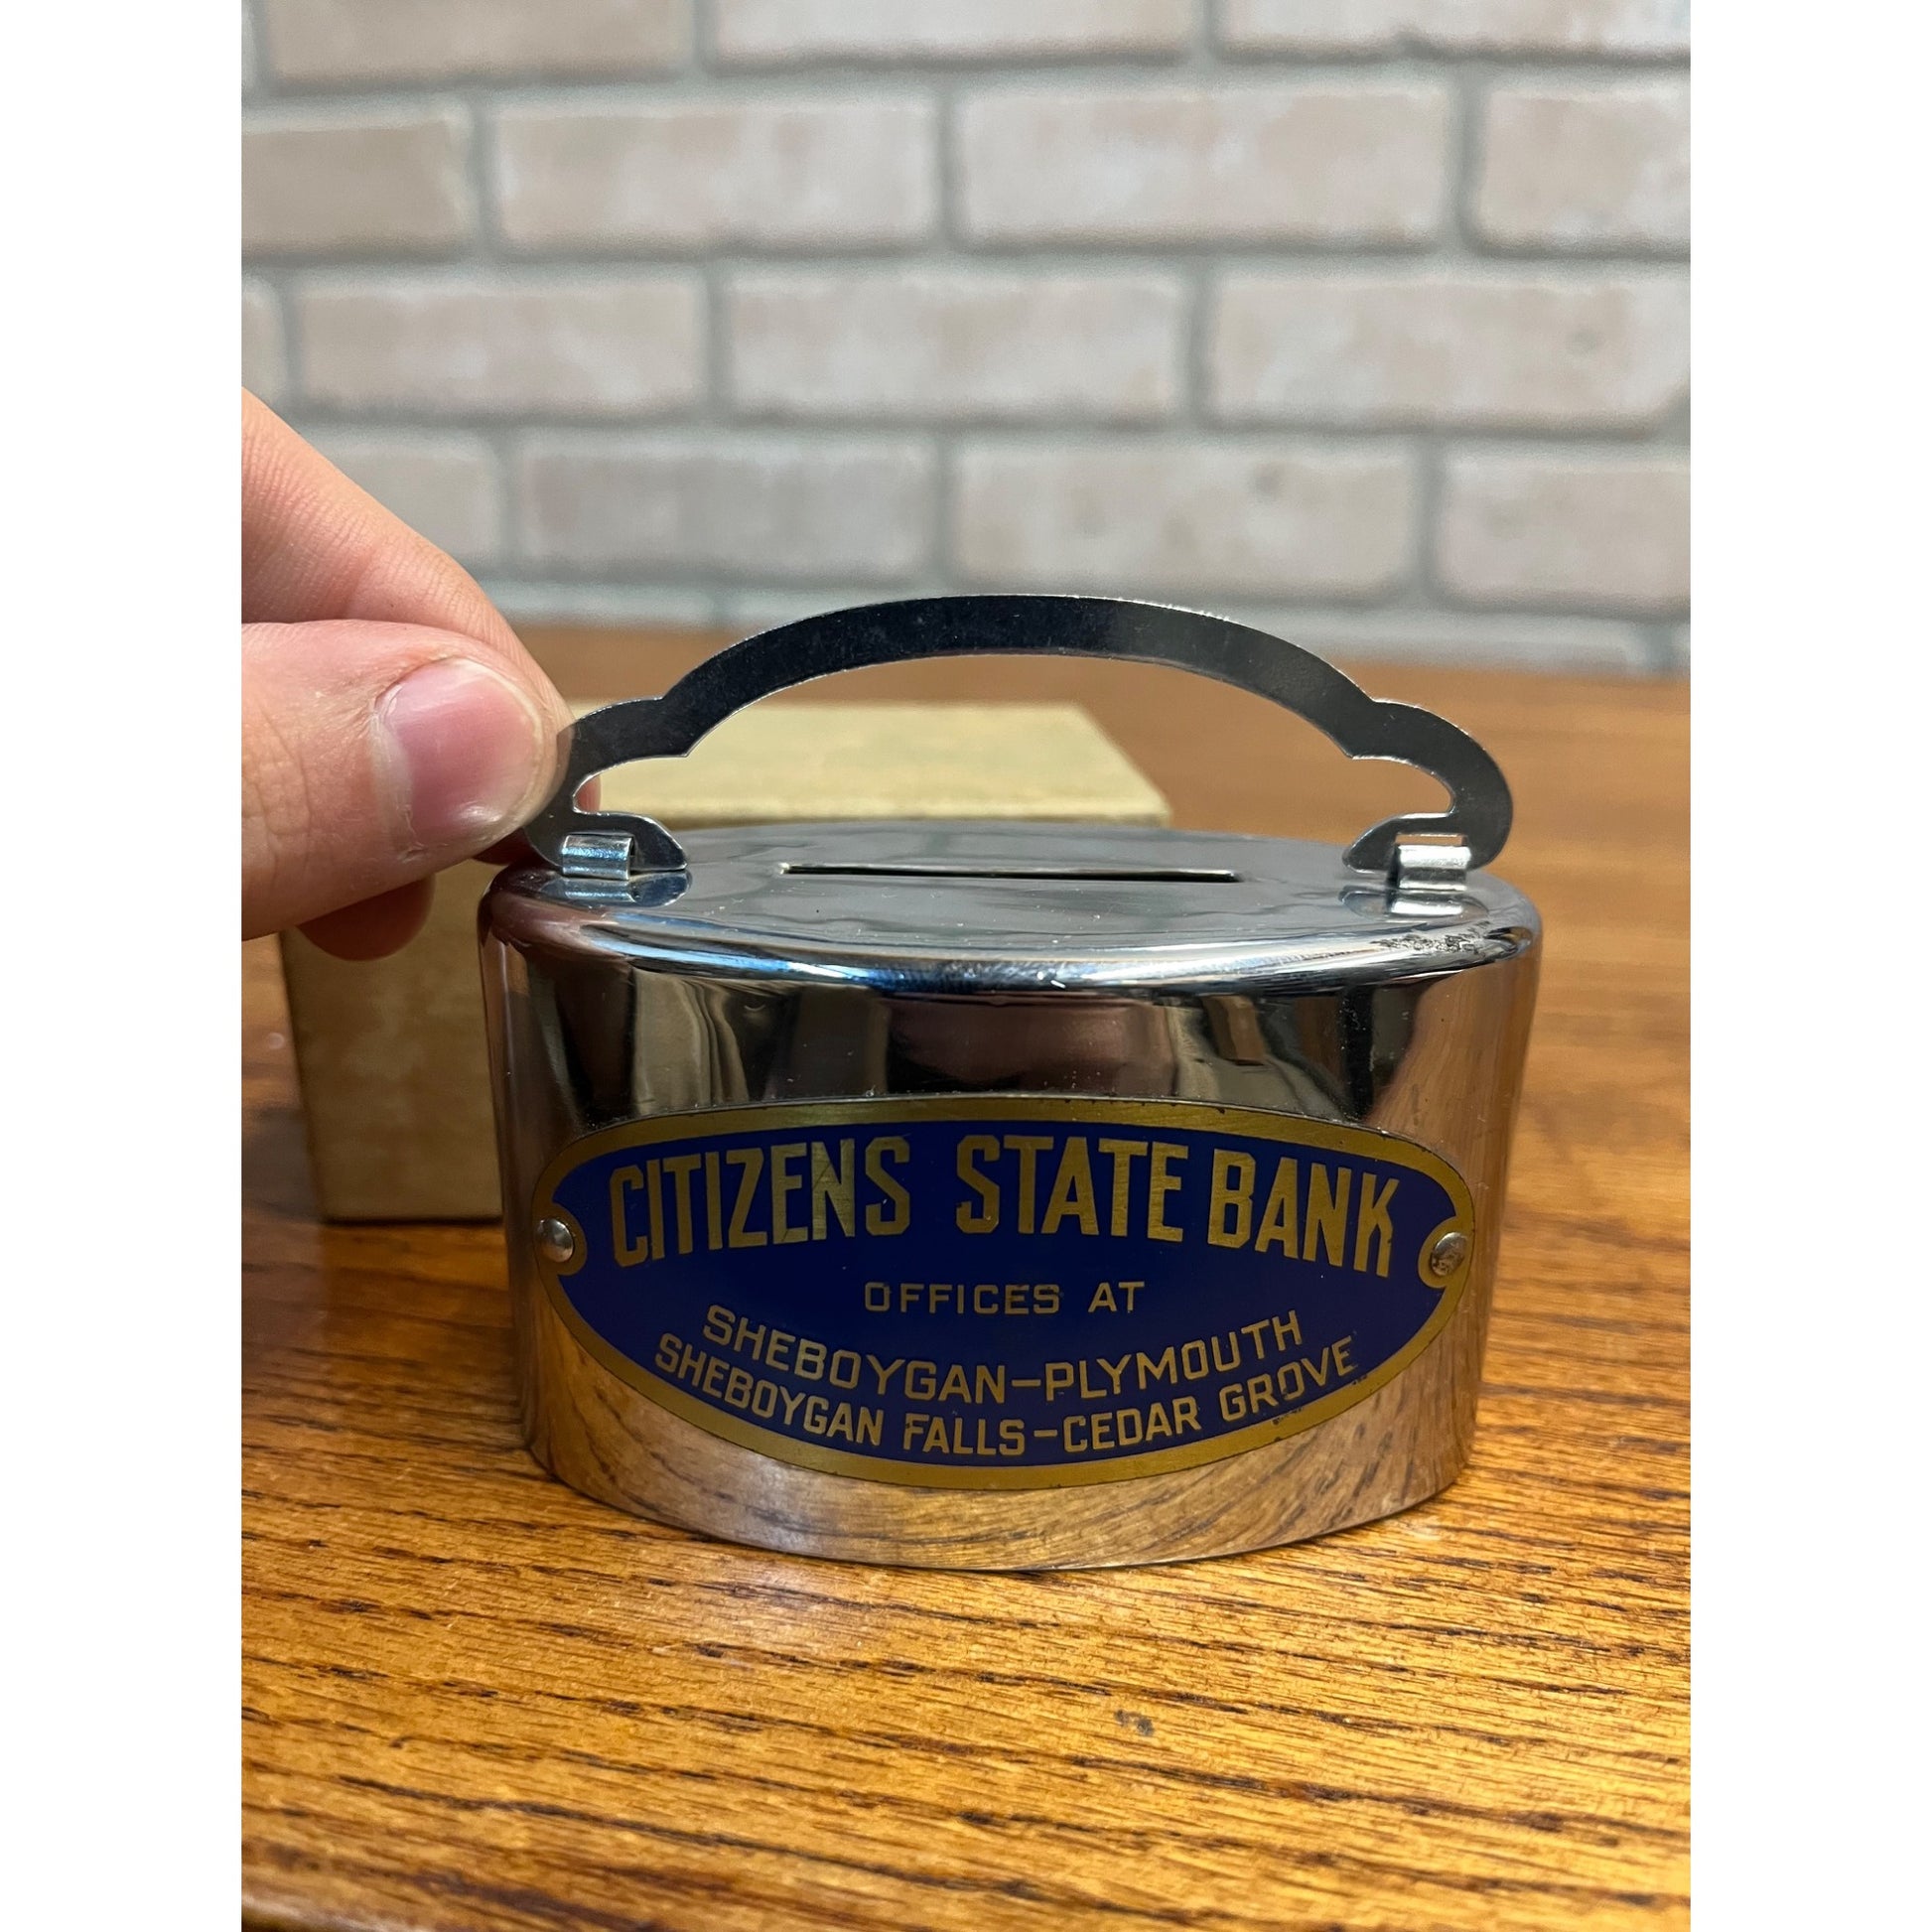 CITIZENS STATE BANK
OFFICES AT
SHEBOYGAN-PLYMOUTH
SHEBOYGAN FALLS-CEDAR GROVE